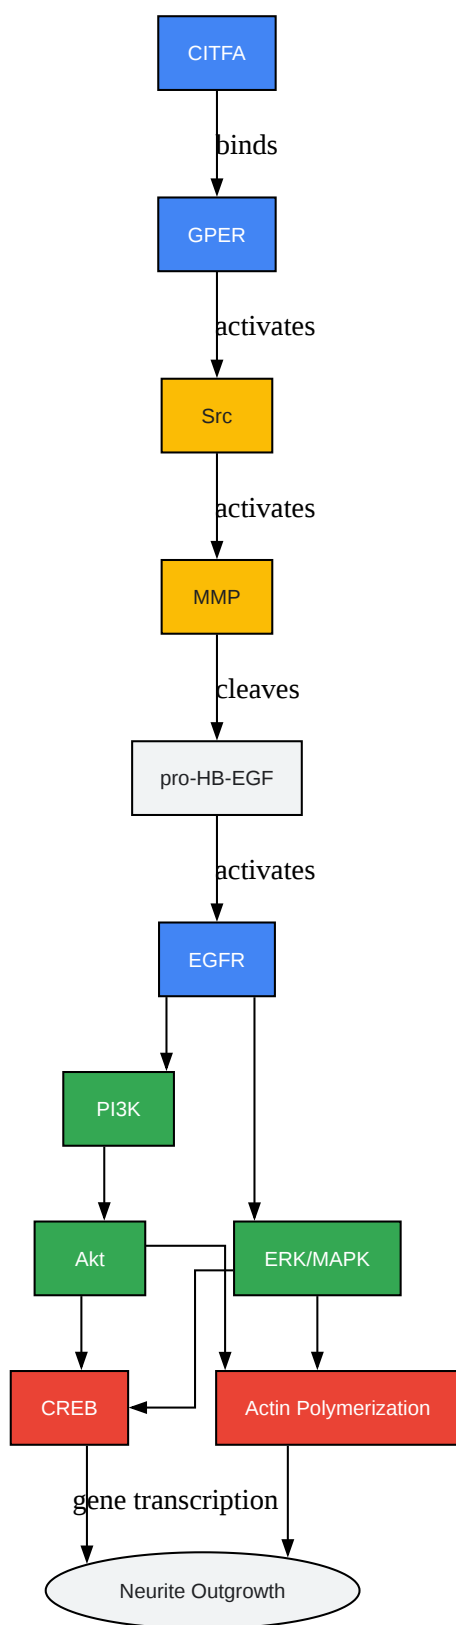 CITFA
binds
GPER
activates
Src
activates
MMP
cleaves
pro-HB-EGF
activates
EGFR
PI3K
Akt
ERK/MAPK
CREB
Actin Polymerization
gene transcription
Neurite Outgrowth